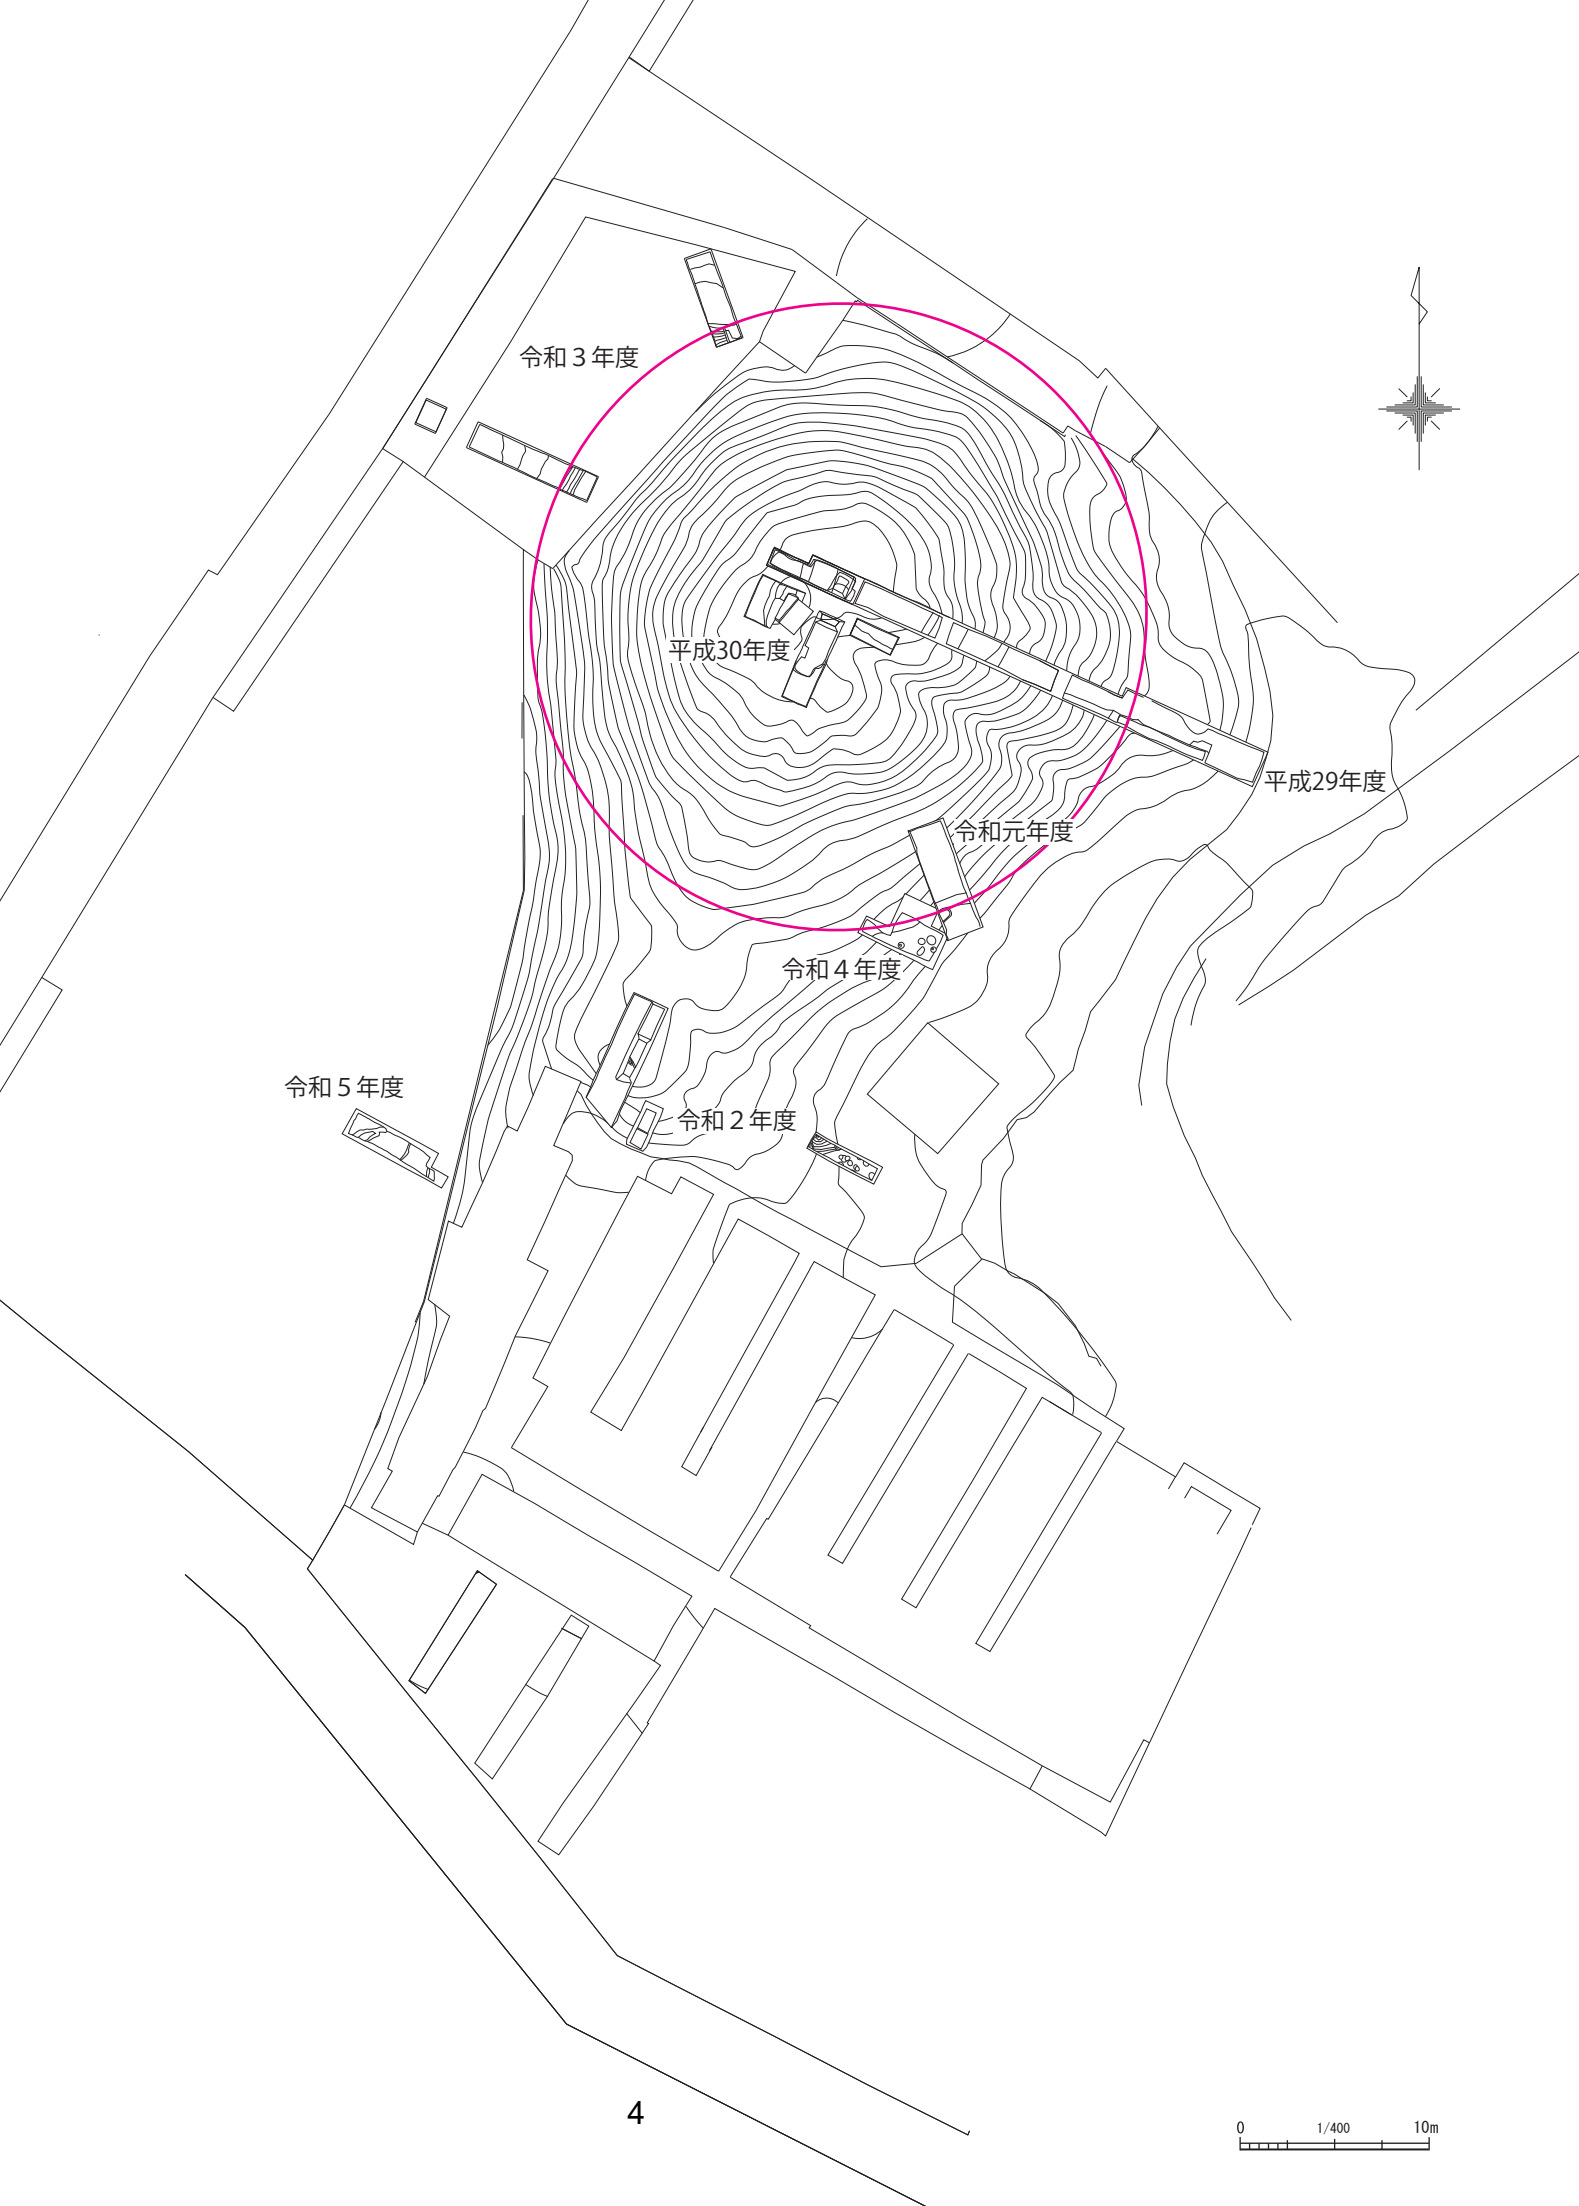 令和３年度
平成30年度
平成29年度
令和元年度
令和４年度
令和５年度
令和２年度
4
0 1/400 10m